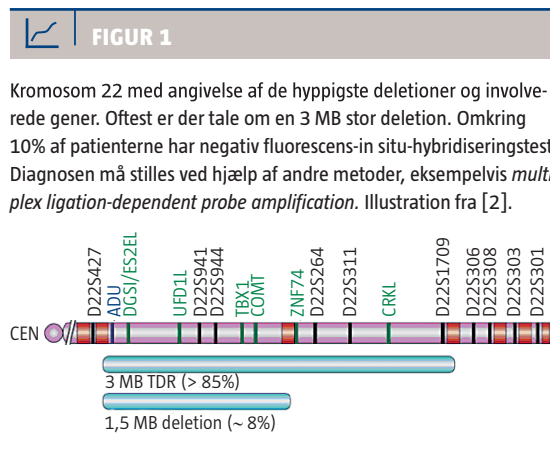 FIGUR 1
Kromosom 22 med angivelse af de hyppigste deletioner og involve-
rede gener. Oftest er der tale om en 3 MB stor deletion. Omkring
10% af patienterne har negativ fluorescens-in situ-hybridiseringstest
Diagnosen må stilles ved hjælp af andre metoder, eksempelvis multi
plex ligation-dependent probe amplification. Illustration fra [2].
D22S427
ADU
DGSI/ES2EL
UFD1L
D22S941
D22S944
TBX1
COMT
ZNF74
D22S264
D22S311
CRKL
D22S1709
D22S306
D22S308
D22S303
D22S301
CEN
3 MB TDR (> 85%)
1,5 MB deletion (~ 8%)